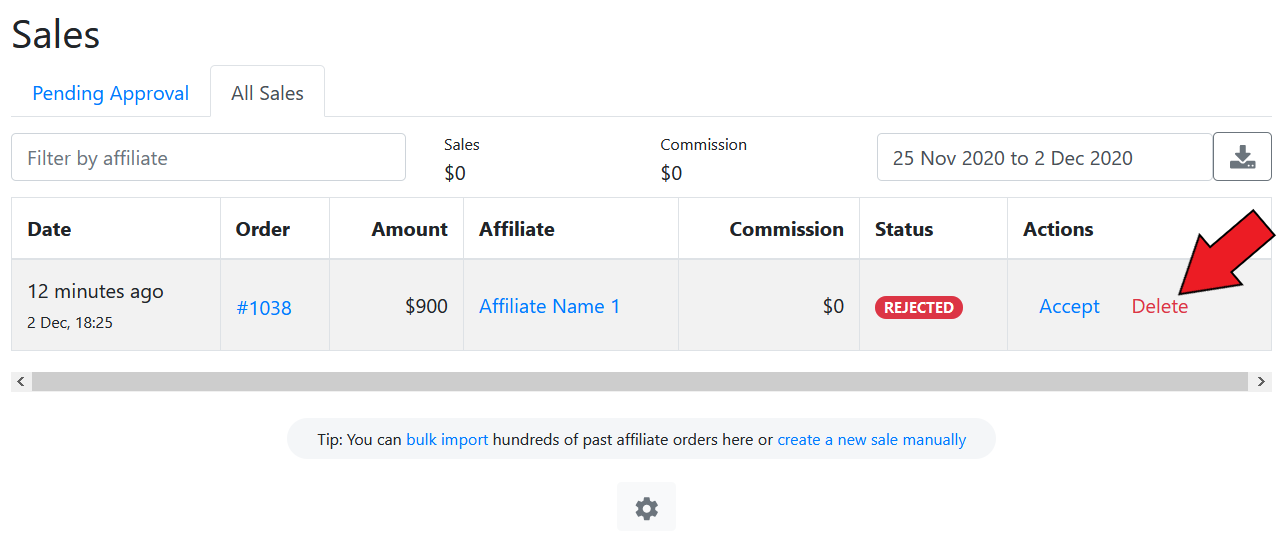 Sales
Pending Approval All Sales
Filter by affiliate Sales Commission 25 Nov 2020 to 2 Dec 2020
$0 $0
Date Order Amount Affiliate Commission Status Actions
12 minutes ago #1038 $900 Affiliate Name 1 $0 REJECTED Accept Delete
2 Dec, 18:25
Tip: You can bulk import hundreds of past affiliate orders here or create a new sale manually